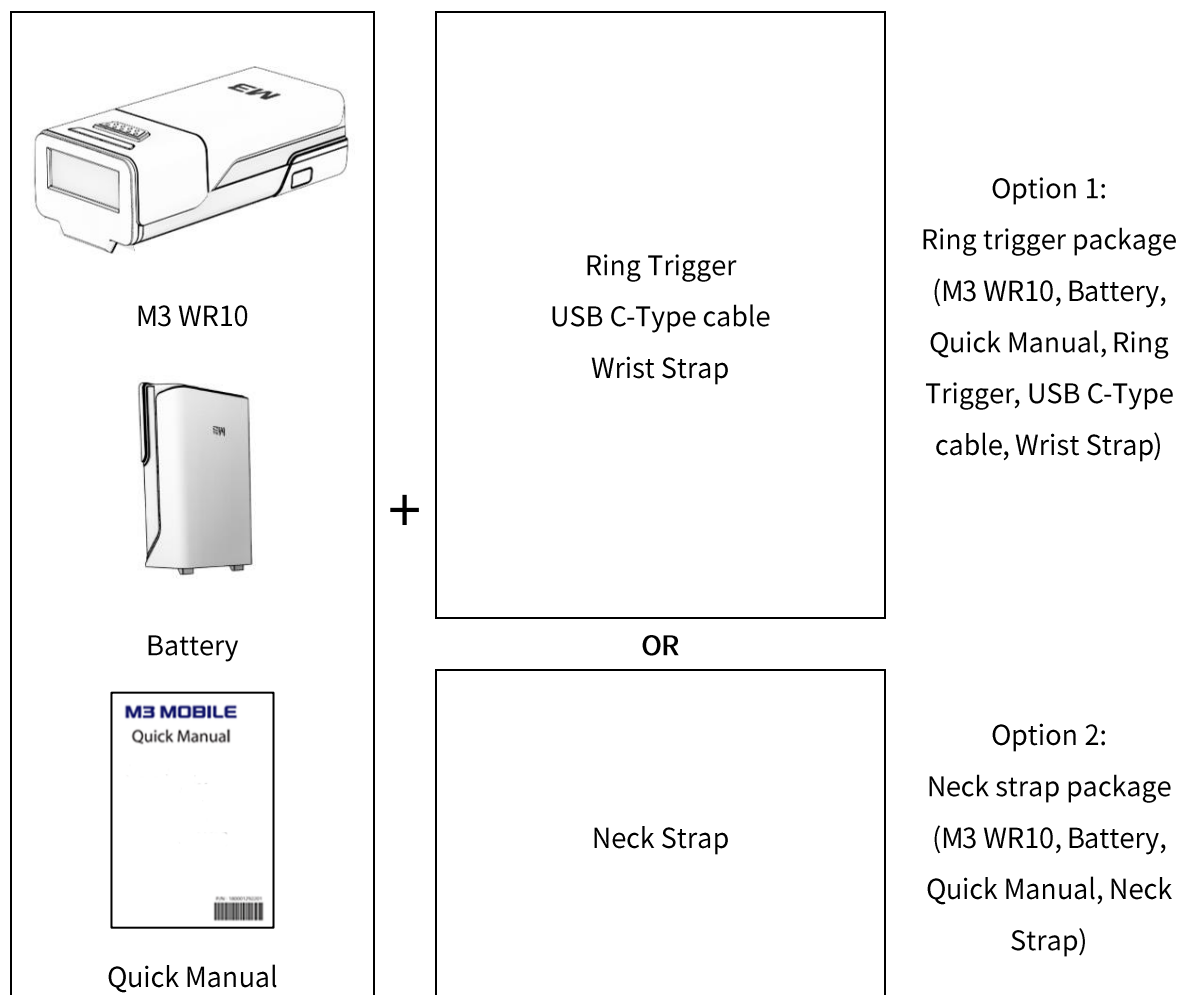 M3
M3 WR10
M3
Battery
M3 MOBILE
Quick Manual
Quick Manual
+
Ring Trigger
USB C-Type cable
Wrist Strap
OR
Neck Strap
Option 1:
Ring trigger package
(M3 WR10, Battery,
Quick Manual, Ring
Trigger, USB C-Type
cable, Wrist Strap)
Option 2:
Neck strap package
(M3 WR10, Battery,
Quick Manual, Neck
Strap)